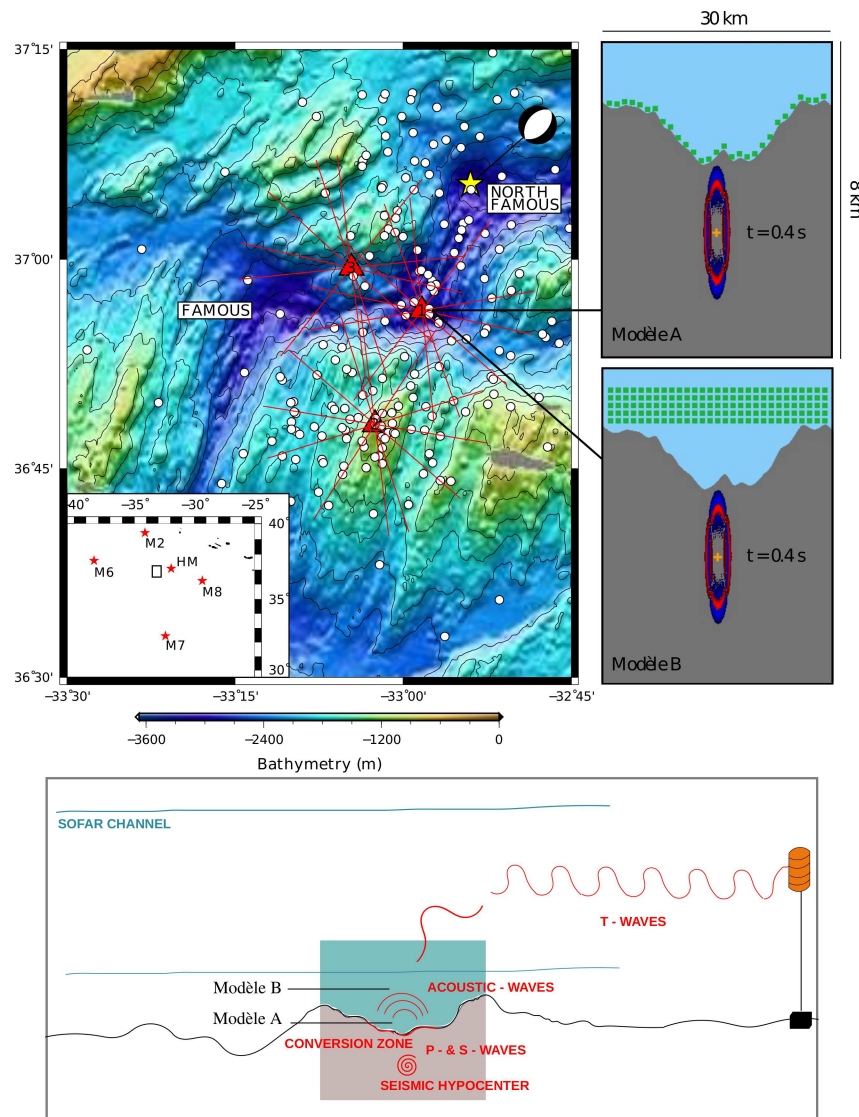 30 km
37°15'
37°00'
36°45'
36°30'
NORTH
FAMOUS
FAMOUS
t = 0.4 s
Modèle A
8 km
t = 0.4 s
Modèle B
40°
−35°
−30°
−25°
40°
35°
30°
M2
M6
HM
M8
M7
−33°30'
−33°15'
−33°00'
−32°45'
−3600
−2400
−1200
0
Bathymetry (m)
SOFAR CHANNEL
T - WAVES
Modèle B
ACOUSTIC - WAVES
Modèle A
CONVERSION ZONE
P - & S - WAVES
SEISMIC HYPOCENTER